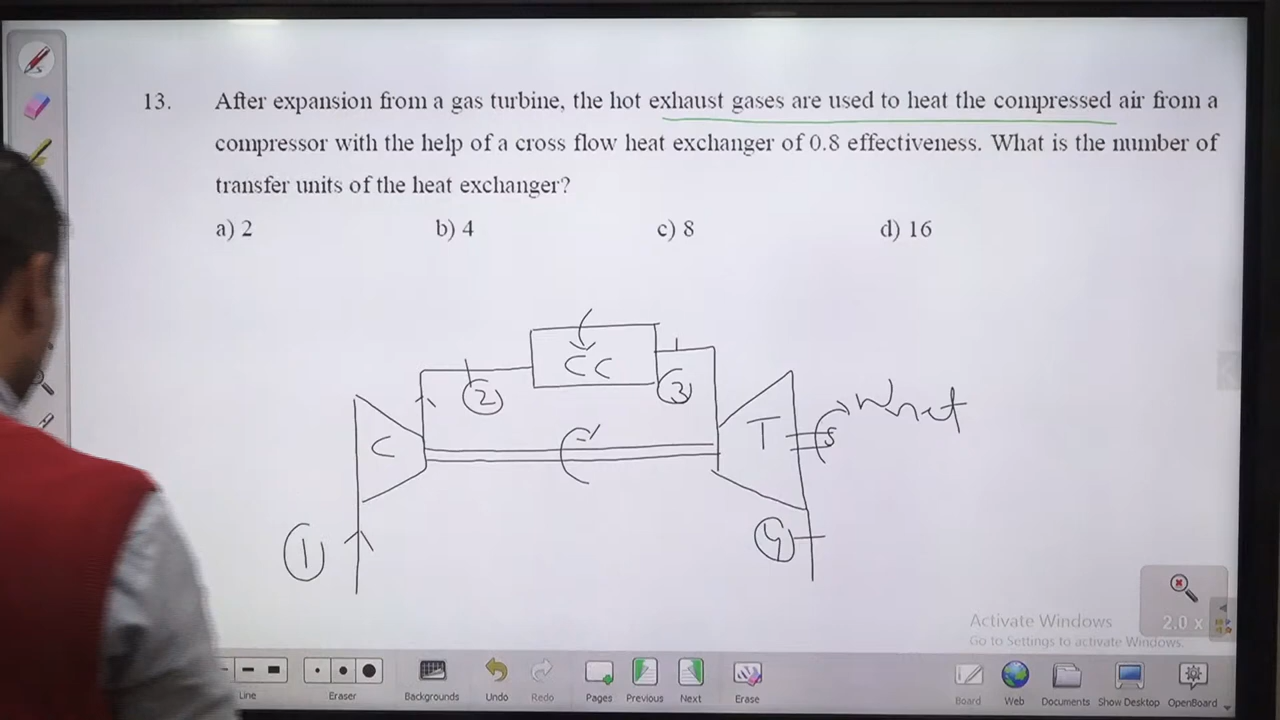 13. After expansion from a gas turbine, the hot exhaust gases are used to heat the compressed air from a
compressor with the help of a cross flow heat exchanger of 0.8 effectiveness. What is the number of
transfer units of the heat exchanger?
a) 2 b) 4 c) 8 d) 16
CC
2
3
C
T
Wnet
1
4
2.0 x
Activate Windows
Go to Settings to activate Windows.
Line
Eraser
Backgrounds
Undo
Redo
Pages
Previous
Next
Erase
Board
Web
Documents
Show Desktop
OpenBoard